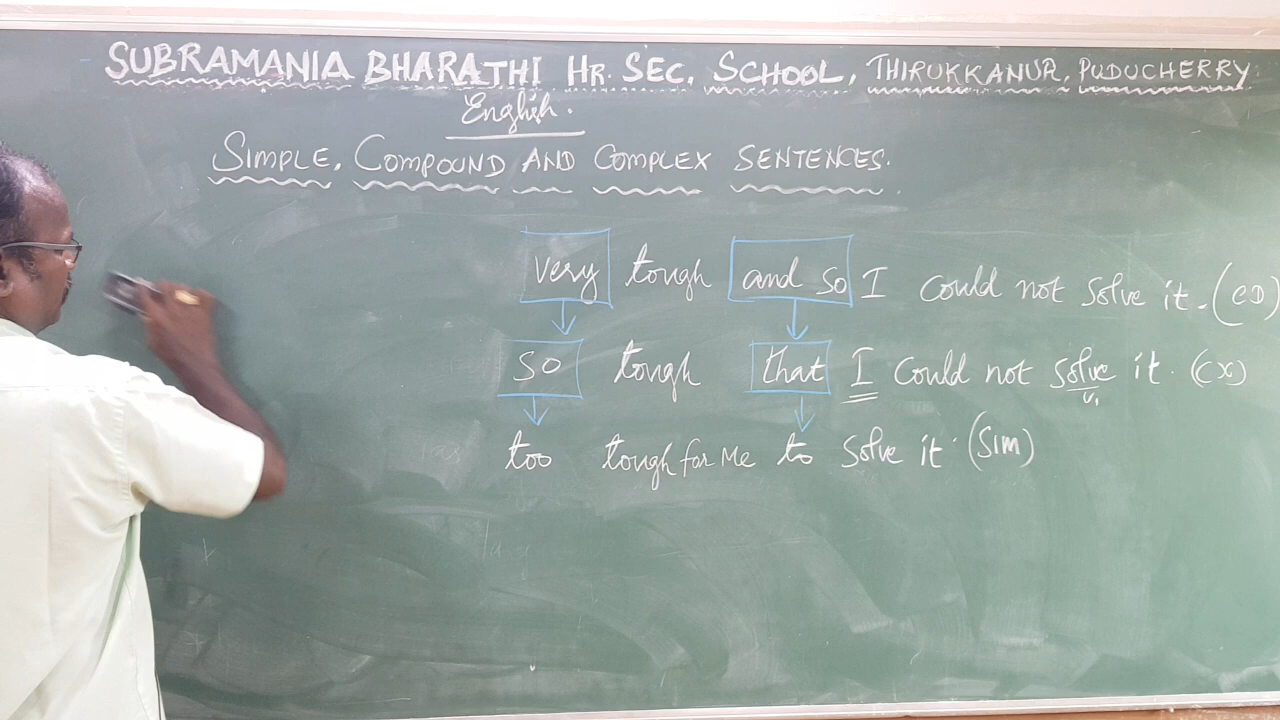 SUBRAMANIA BHARATHI HR. SEC. SCHOOL, THIRUKKANUR, PUDUCHERRY
English.
SIMPLE, COMPOUND AND COMPLEX SENTENCES.
very tough and so I could not solve it. (CD)
so tough that I could not solve it. (CX)
V1
too tough for me to solve it. (SIM)